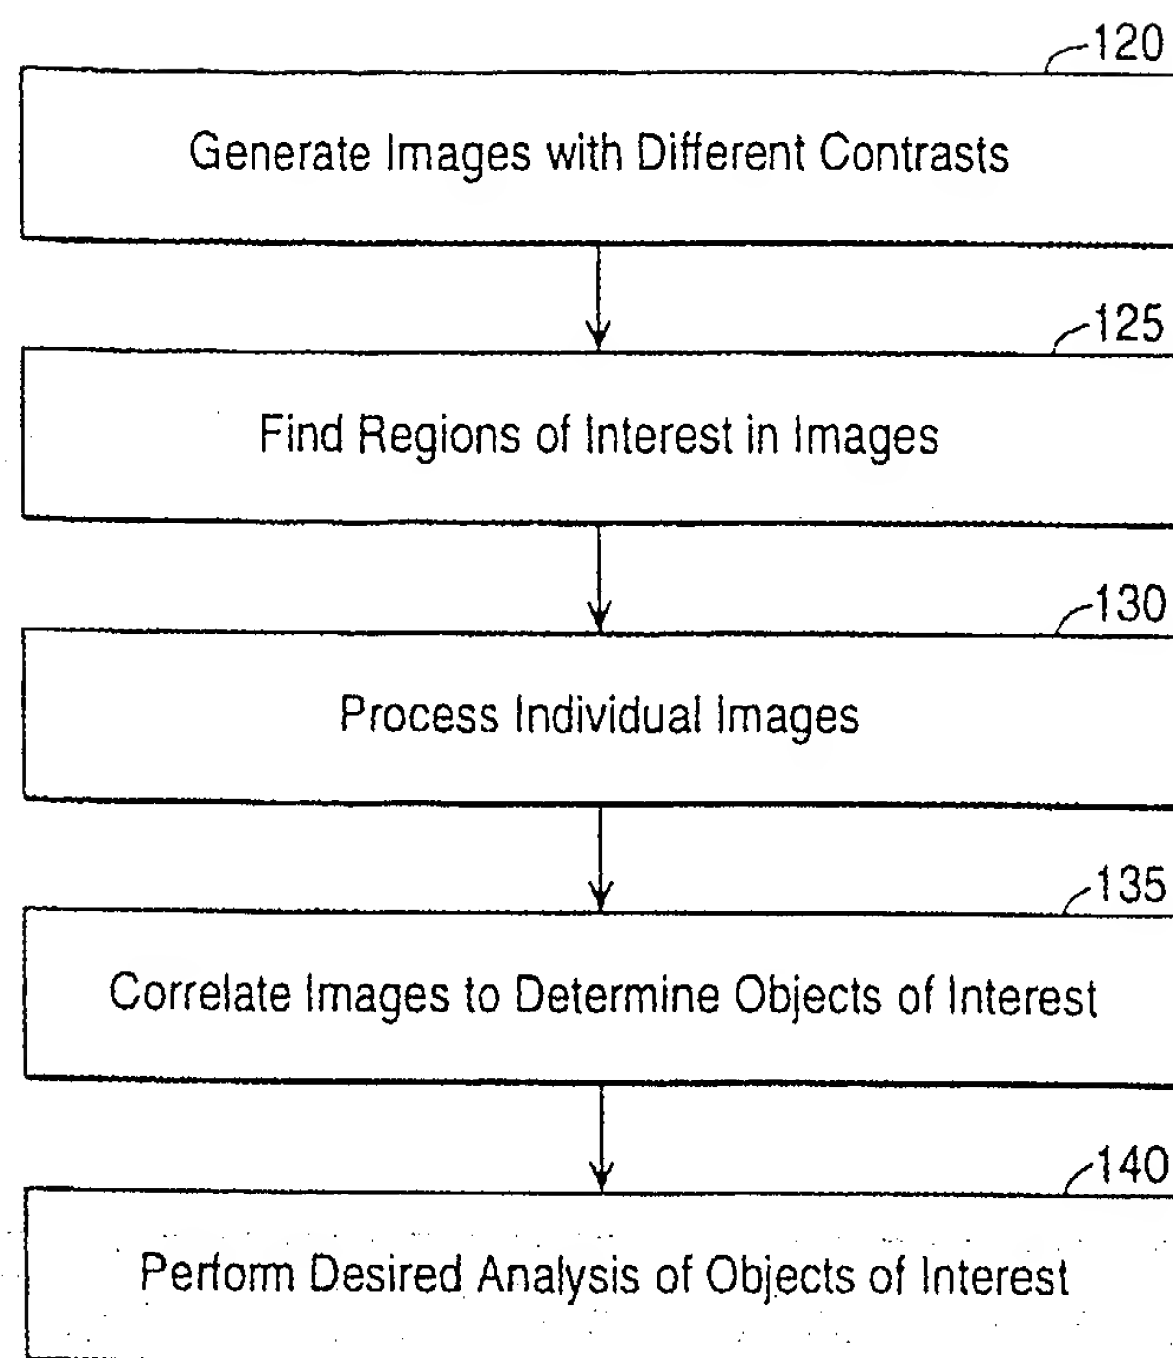 120
Generate Images with Different Contrasts
125
Find Regions of Interest in Images
130
Process Individual Images
135
Correlate Images to Determine Objects of Interest
140
Perform Desired Analysis of Objects of Interest